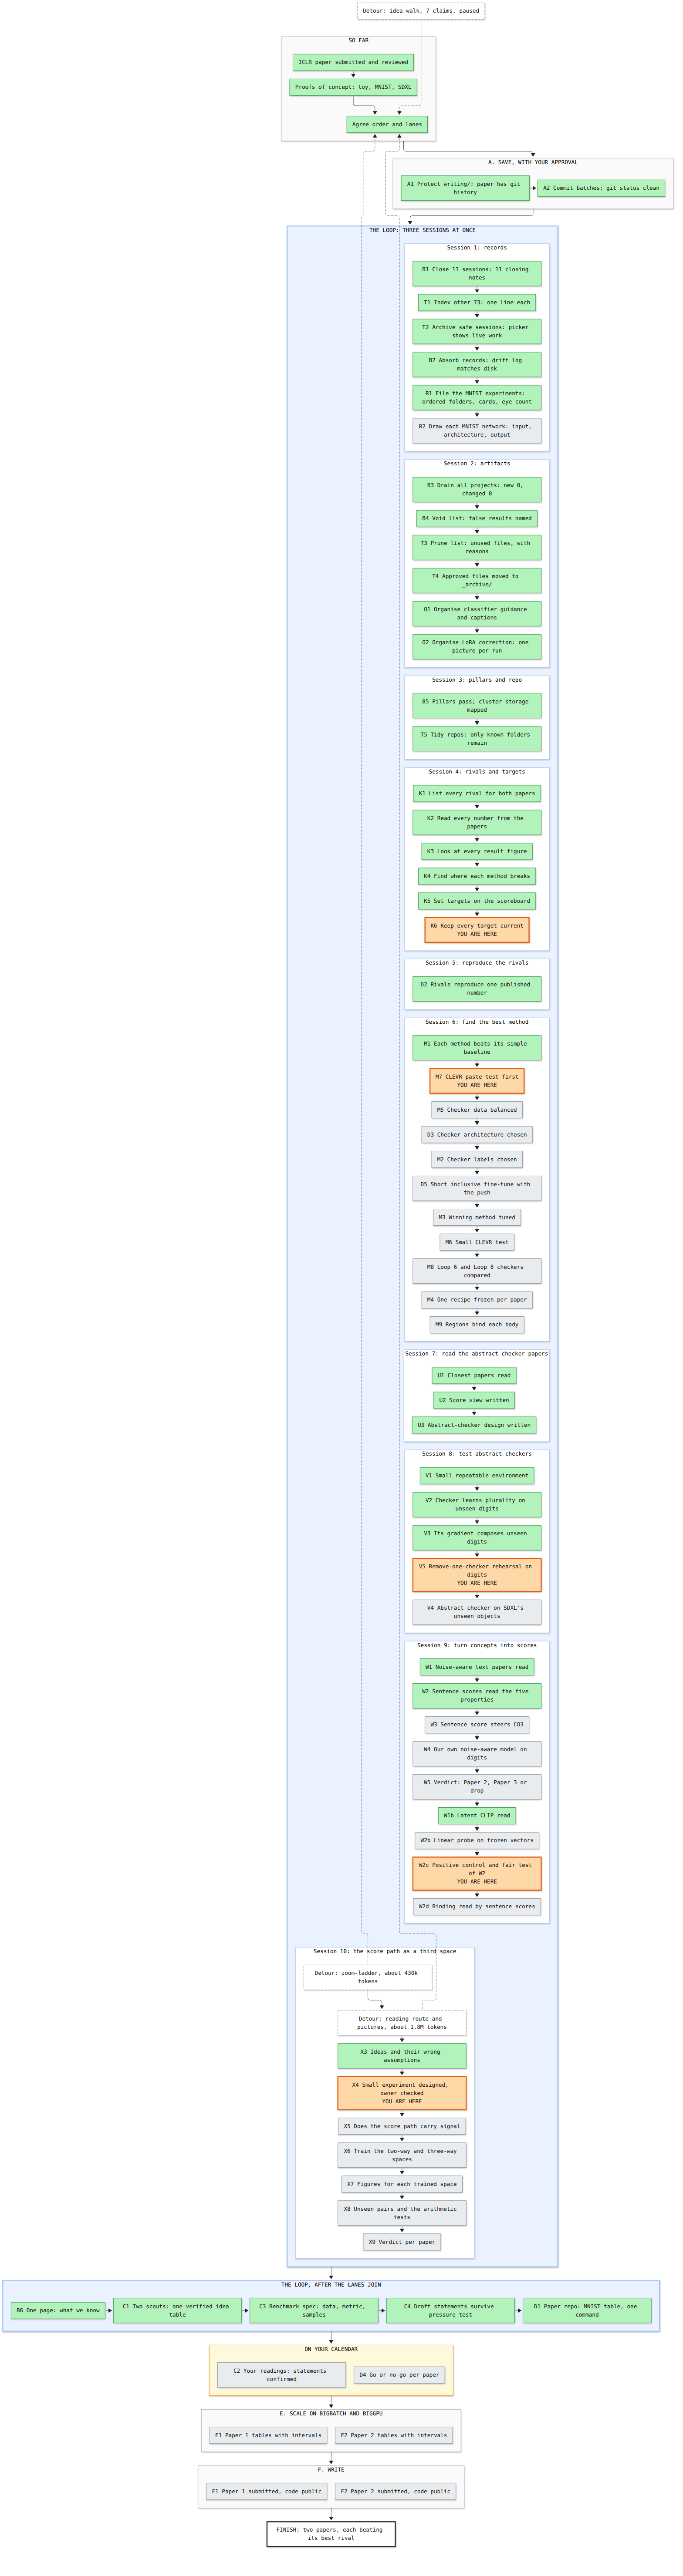 Detour: idea walk, 7 claims, paused
SO FAR
ICLR paper submitted and reviewed
Proofs of concept: toy, MNIST, SDXL
Agree order and lanes
A. SAVE, WITH YOUR APPROVAL
A1 Protect writing/: paper has git
history
A2 Commit batches: git status clean
THE LOOP: THREE SESSIONS AT ONCE
Session 1: records
B1 Close 11 sessions: 11 closing
notes
T1 Index other 73: one line each
T2 Archive safe sessions: picker
shows live work
B2 Absorb records: drift log
matches disk
R1 File the MNIST experiments:
ordered folders, cards, eye count
R2 Draw each MNIST network: input,
architecture, output
Session 2: artifacts
B3 Drain all projects: new 0,
changed 0
B4 Void list: false results named
T3 Prune list: unused files, with
reasons
T4 Approved files moved to
_archive/
O1 Organise classifier guidance
and captions
O2 Organise LoRA correction: one
picture per run
Session 3: pillars and repo
B5 Pillars pass; cluster storage
mapped
T5 Tidy repos: only known folders
remain
Session 4: rivals and targets
K1 List every rival for both papers
K2 Read every number from the
papers
K3 Look at every result figure
K4 Find where each method breaks
K5 Set targets on the scoreboard
K6 Keep every target current
YOU ARE HERE
Session 5: reproduce the rivals
D2 Rivals reproduce one published
number
Session 6: find the best method
M1 Each method beats its simple
baseline
M7 CLEVR paste test first
YOU ARE HERE
M5 Checker data balanced
D3 Checker architecture chosen
M2 Checker labels chosen
D5 Short inclusive fine-tune with
the push
M3 Winning method tuned
M6 Small CLEVR test
M8 Loop 6 and Loop 8 checkers
compared
M4 One recipe frozen per paper
M9 Regions bind each body
Session 7: read the abstract-checker papers
U1 Closest papers read
U2 Score view written
U3 Abstract-checker design written
Session 8: test abstract checkers
V1 Small repeatable environment
V2 Checker learns plurality on
unseen digits
V3 Its gradient composes unseen
digits
V5 Remove-one-checker rehearsal on
digits
YOU ARE HERE
V4 Abstract checker on SDXL's
unseen objects
Session 9: turn concepts into scores
W1 Noise-aware text papers read
W2 Sentence scores read the five
properties
W3 Sentence score steers CO3
W4 Our own noise-aware model on
digits
W5 Verdict: Paper 2, Paper 3 or
drop
W1b Latent CLIP read
W2b Linear probe on frozen vectors
W2c Positive control and fair test
of W2
YOU ARE HERE
W2d Binding read by sentence scores
Session 10: the score path as a third space
Detour: zoom-ladder, about 430k
tokens
Detour: reading route and
pictures, about 1.8M tokens
X3 Ideas and their wrong
assumptions
X4 Small experiment designed,
owner checked
YOU ARE HERE
X5 Does the score path carry signal
X6 Train the two-way and three-way
spaces
X7 Figures for each trained space
X8 Unseen pairs and the arithmetic
tests
X9 Verdict per paper
THE LOOP, AFTER THE LANES JOIN
B6 One page: what we know
C1 Two scouts: one verified idea
table
C3 Benchmark spec: data, metric,
samples
C4 Draft statements survive
pressure test
D1 Paper repo: MNIST table, one
command
ON YOUR CALENDAR
C2 Your readings: statements
confirmed
D4 Go or no-go per paper
E. SCALE ON BIGBATCH AND BIGGPU
E1 Paper 1 tables with intervals
E2 Paper 2 tables with intervals
F. WRITE
F1 Paper 1 submitted, code public
F2 Paper 2 submitted, code public
FINISH: two papers, each beating
its best rival